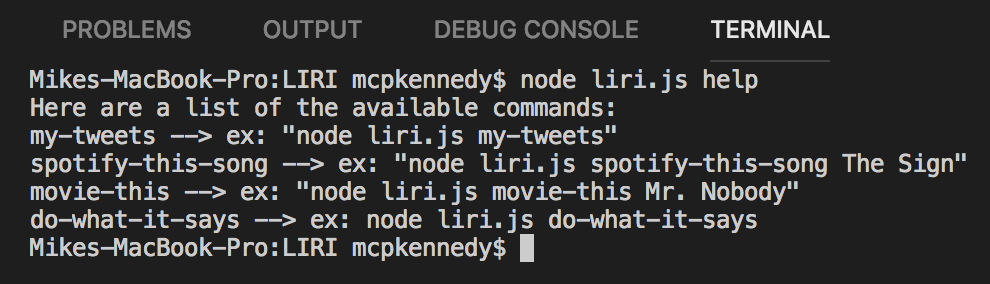 PROBLEMS OUTPUT DEBUG CONSOLE TERMINAL
Mikes-MacBook-Pro:LIRI mcpkennedy$ node liri.js help
Here are a list of the available commands:
my-tweets --> ex: "node liri.js my-tweets"
spotify-this-song --> ex: "node liri.js spotify-this-song The Sign"
movie-this --> ex: "node liri.js movie-this Mr. Nobody"
do-what-it-says --> ex: node liri.js do-what-it-says
Mikes-MacBook-Pro:LIRI mcpkennedy$